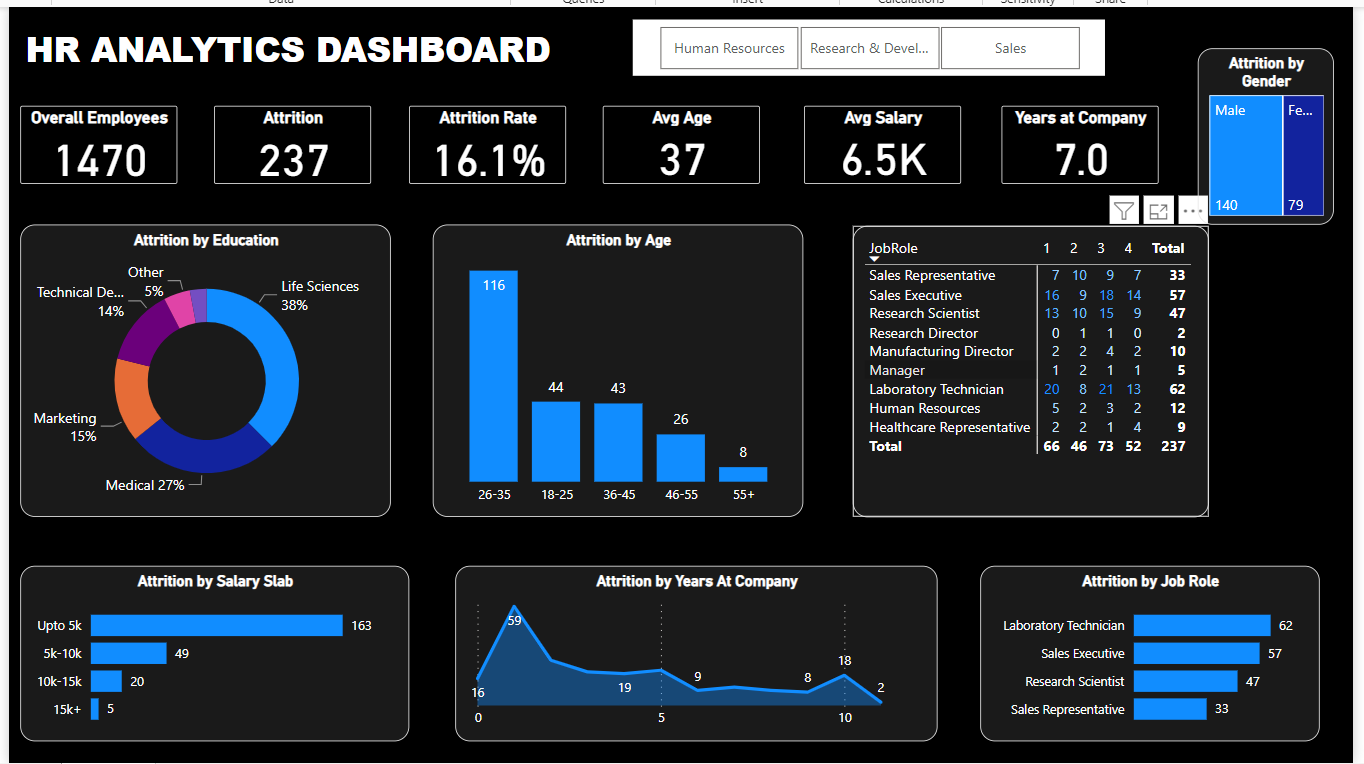 Data Queries Insert Calculations Sensitivity Share
HR ANALYTICS DASHBOARD
Human Resources
Research & Devel...
Sales
Attrition by
Gender
Male
Fe...
140
79
Overall Employees
1470
Attrition
237
Attrition Rate
16.1%
Avg Age
37
Avg Salary
6.5K
Years at Company
7.0
Attrition by Education
Other
5%
Technical De...
14%
Life Sciences
38%
Marketing
15%
Medical 27%
Attrition by Age
116
44
43
26
8
26-35
18-25
36-45
46-55
55+
JobRole 1 2 3 4 Total
Sales Representative 7 10 9 7 33
Sales Executive 16 9 18 14 57
Research Scientist 13 10 15 9 47
Research Director 0 1 1 0 2
Manufacturing Director 2 2 4 2 10
Manager 1 2 1 1 5
Laboratory Technician 20 8 21 13 62
Human Resources 5 2 3 2 12
Healthcare Representative 2 2 1 4 9
Total 66 46 73 52 237
Attrition by Salary Slab
Upto 5k 163
5k-10k 49
10k-15k 20
15k+ 5
Attrition by Years At Company
59
16
19
9
8
18
2
0
5
10
Attrition by Job Role
Laboratory Technician 62
Sales Executive 57
Research Scientist 47
Sales Representative 33